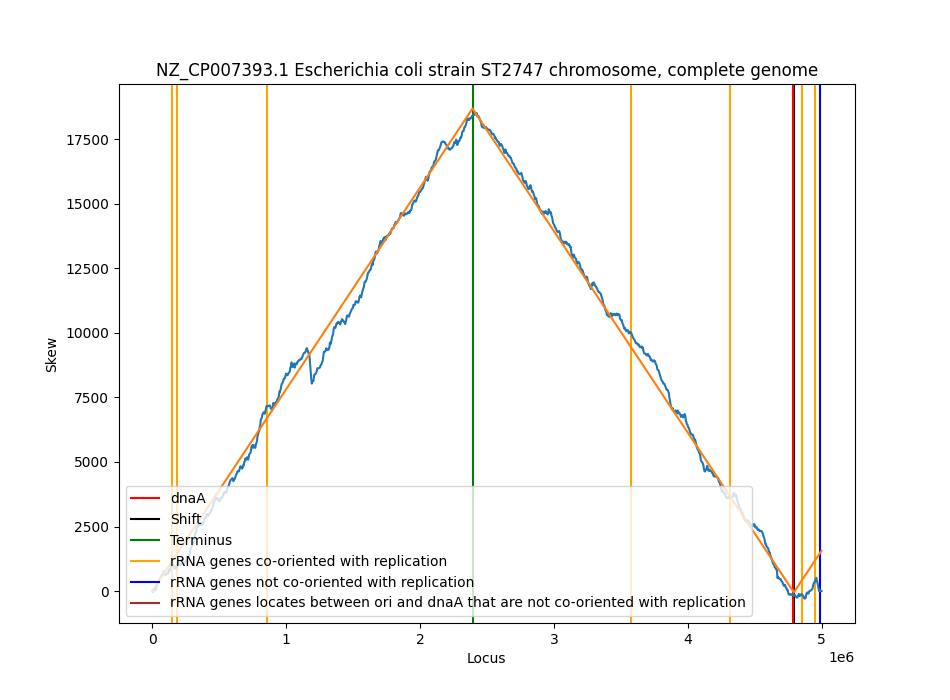 NZ_CP007393.1 Escherichia coli strain ST2747 chromosome, complete genome
17500
15000
12500
10000
7500
5000
2500
0
Skew
dnaA
Shift
Terminus
rRNA genes co-oriented with replication
rRNA genes not co-oriented with replication
rRNA genes locates between ori and dnaA that are not co-oriented with replication
0 1 2 3 4 5
1e6
Locus